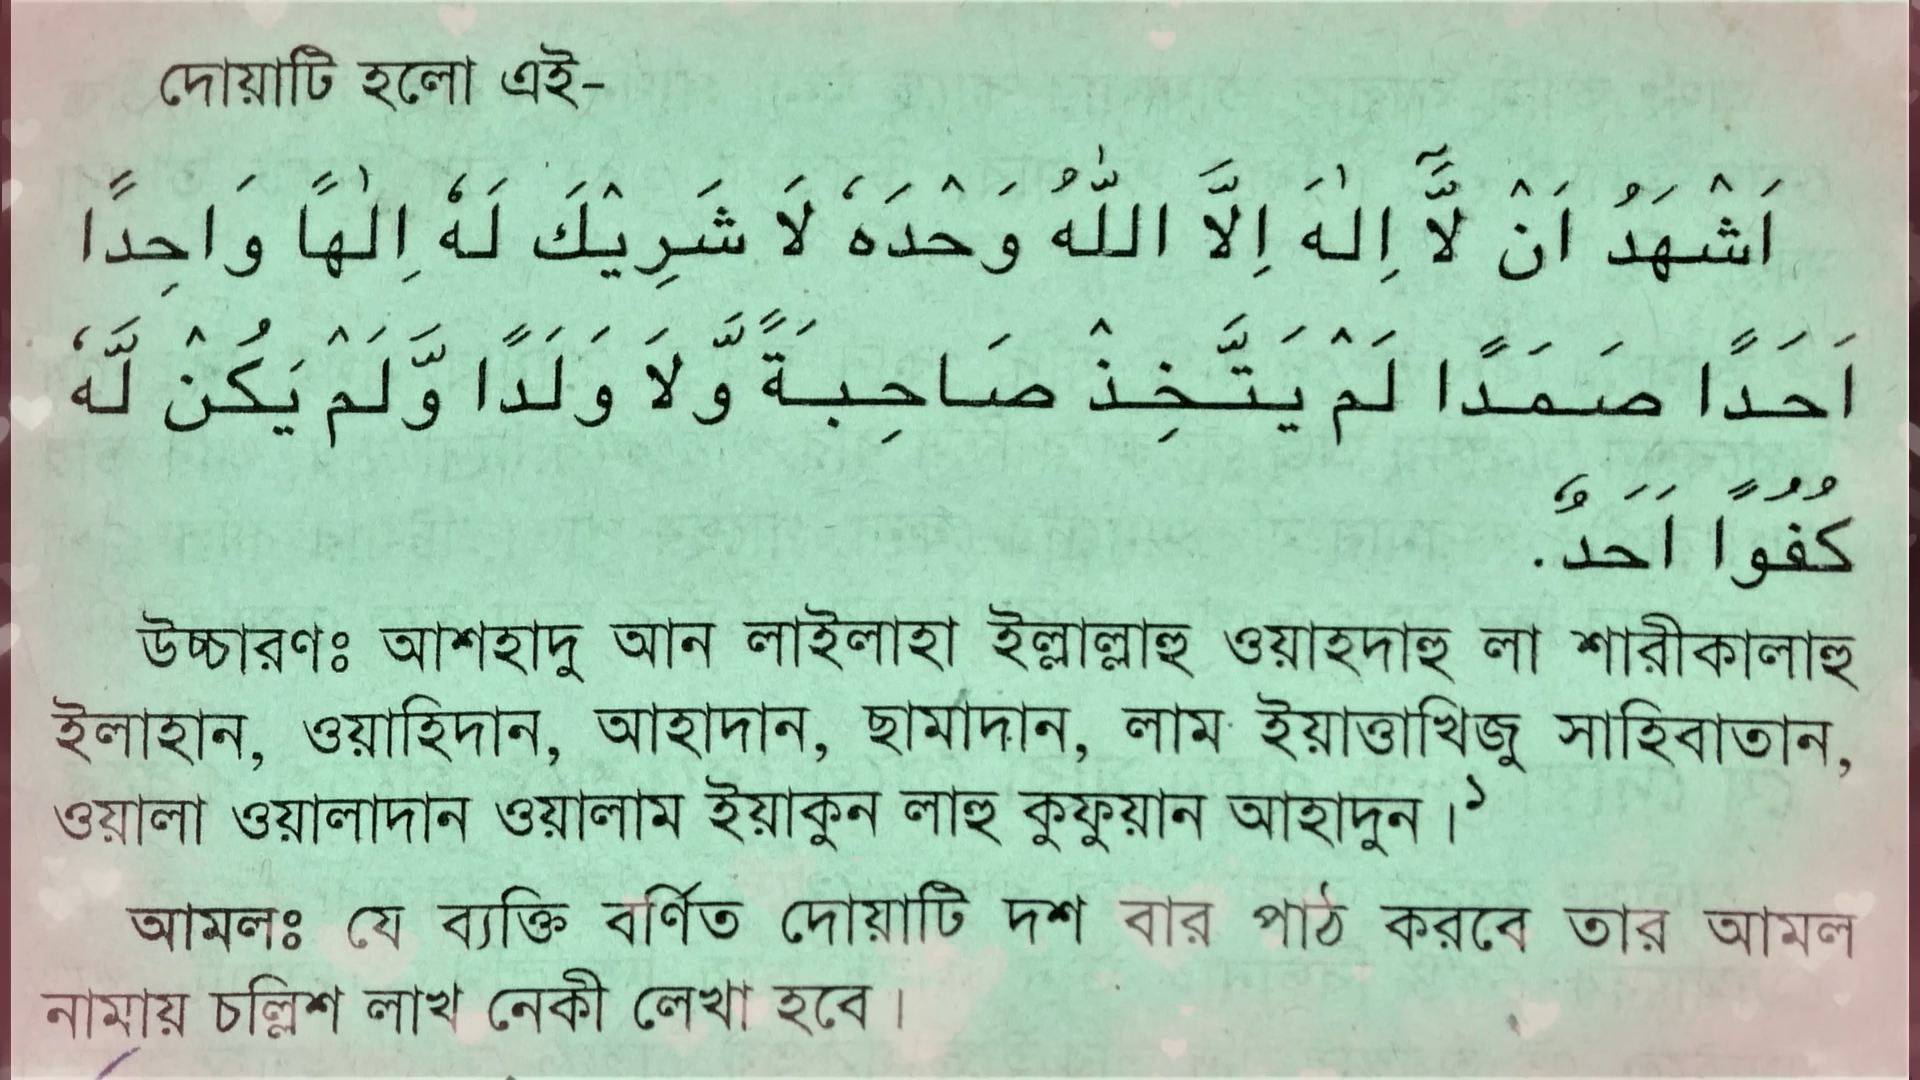 দোয়াটি হলো এই-
اَشْهَدُ اَنْ لَّآ اِلٰهَ اِلَّا اللّٰهُ وَحْدَهٗ لَا شَرِيْكَ لَهٗ اِلٰهًا وَاحِدًا
اَحَدًا صَمَدًا لَمْ يَتَّخِذْ صَاحِبَةً وَّلَا وَلَدًا وَّلَمْ يَكُنْ لَّهٗ
كُفُوًا اَحَدٌ.
উচ্চারণঃ আশহাদু আন লাইলাহা ইল্লাল্লাহু ওয়াহদাহু লা শারীকালাহু
ইলাহান, ওয়াহিদান, আহাদান, ছামাদান, লাম ইয়াত্তাখিজু সাহিবাতান,
ওয়ালা ওয়ালাদান ওয়ালাম ইয়াকুন লাহু কুফুয়ান আহাদুন।১
আমলঃ যে ব্যক্তি বর্ণিত দোয়াটি দশ বার পাঠ করবে তার আমল
নামায় চল্লিশ লাখ নেকী লেখা হবে।